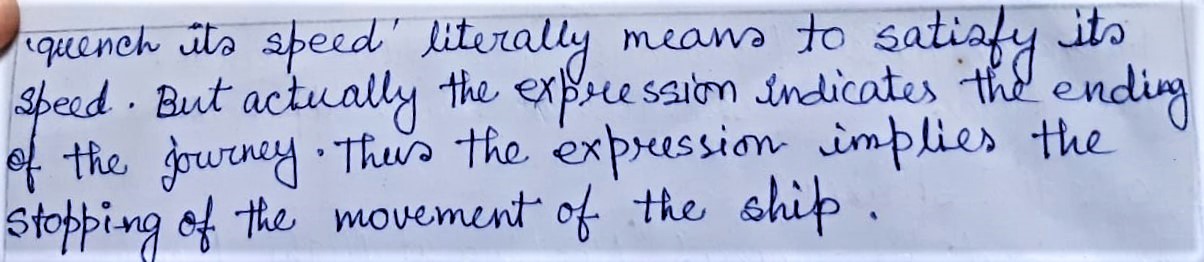 'quench its speed' literally means to satisfy its
speed. But actually the expression indicates the ending
of the journey. Thus the expression implies the
stopping of the movement of the ship.